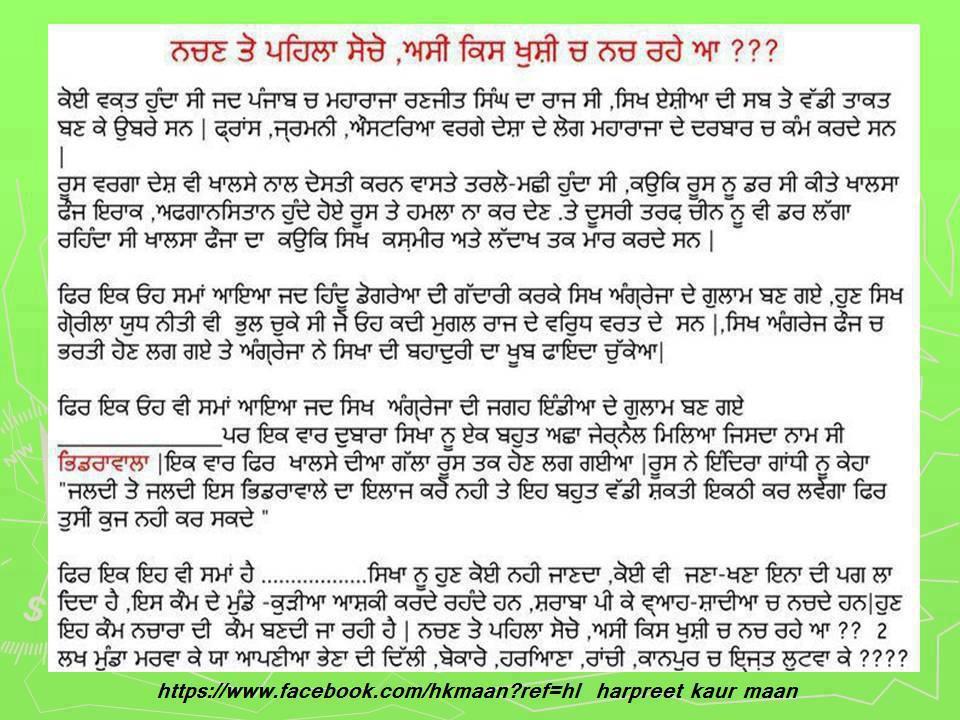 ਨਚਣ ਤੋ ਪਹਿਲਾ ਸੋਚੋ ,ਅਸੀਂ ਕਿਸ ਖੁਸ਼ੀ ਚ ਨਚ ਰਹੇ ਆ ???
ਕੋਈ ਵਕਤ ਹੁੰਦਾ ਸੀ ਜਦ ਪੰਜਾਬ ਚ ਮਹਾਰਾਜਾ ਰਣਜੀਤ ਸਿੰਘ ਦਾ ਰਾਜ ਸੀ ,ਸਿਖ ਏਸ਼ੀਆ ਦੀ ਸਬ ਤੋ ਵੱਡੀ ਤਾਕਤ
ਬਣ ਕੇ ਉਬਰੇ ਸਨ | ਫ੍ਰਾਂਸ ,ਜ੍ਰਮਨੀ ,ਔਸਟਰਿਆ ਵਰਗੇ ਦੇਸ਼ਾ ਦੇ ਲੋਗ ਮਹਾਰਾਜਾ ਦੇ ਦਰਬਾਰ ਚ ਕੰਮ ਕਰਦੇ ਸਨ
|
ਰੂਸ ਵਰਗਾ ਦੇਸ਼ ਵੀ ਖਾਲਸੇ ਨਾਲ ਦੋਸਤੀ ਕਰਨ ਵਾਸਤੇ ਤਰਲੋ-ਮਛੀ ਹੁੰਦਾ ਸੀ ,ਕਉਕਿ ਰੂਸ ਨੂ ਡਰ ਸੀ ਕੀਤੇ ਖਾਲਸਾ
ਫੌਜ ਇਰਾਕ ,ਅਫਗਾਨਸਿਤਾਨ ਹੁੰਦੇ ਹੋਏ ਰੂਸ ਤੇ ਹਮਲਾ ਨਾ ਕਰ ਦੇਣ .ਤੇ ਦੂਸਰੀ ਤਰਫ਼ ਚੀਨ ਨੂ ਵੀ ਡਰ ਲੱਗਾ
ਰਹਿੰਦਾ ਸੀ ਖਾਲਸਾ ਫੌਜਾ ਦਾ ਕਉਕਿ ਸਿਖ ਕਸ੍ਮੀਰ ਅਤੇ ਲੱਦਾਖ ਤਕ ਮਾਰ ਕਰਦੇ ਸਨ |
ਫਿਰ ਇਕ ਓਹ ਸਮਾਂ ਆਇਆ ਜਦ ਹਿੰਦੂ ਡੋਗਰੇਆ ਦੀ ਗੱਦਾਰੀ ਕਰਕੇ ਸਿਖ ਅੰਗ੍ਰੇਜਾ ਦੇ ਗੁਲਾਮ ਬਣ ਗਏ ,ਹੁਣ ਸਿਖ
ਗੋ੍ਰੀਲਾ ਯੁਧ ਨੀਤੀ ਵੀ ਭੁਲ ਚੁਕੇ ਸੀ ਜੋ ਓਹ ਕਦੀ ਮੁਗਲ ਰਾਜ ਦੇ ਵਰਿੁਧ ਵਰਤ ਦੇ ਸਨ |,ਸਿਖ ਅੰਗਰੇਜ ਫੌਜ ਚ
ਭਰਤੀ ਹੋਣ ਲਗ ਗਏ ਤੇ ਅੰਗ੍ਰੇਜਾ ਨੇ ਸਿਖਾ ਦੀ ਬਹਾਦੁਰੀ ਦਾ ਖੂਬ ਫਾਇਦਾ ਚੁੱਕੇਆ|
ਫਿਰ ਇਕ ਓਹ ਵੀ ਸਮਾਂ ਆਇਆ ਜਦ ਸਿਖ ਅੰਗ੍ਰੇਜਾ ਦੀ ਜਗਹ ਇੰਡੀਆ ਦੇ ਗੁਲਾਮ ਬਣ ਗਏ
______________ਪਰ ਇਕ ਵਾਰ ਦੁਬਾਰਾ ਸਿਖਾ ਨੂ ਏਕ ਬਹੁਤ ਅਛਾ ਜੇਰ੍ਨੈਲ ਮਿਲਿਆ ਜਿਸਦਾ ਨਾਮ ਸੀ
ਭਿਡਰਾਵਾਲਾ |ਇਕ ਵਾਰ ਫਿਰ ਖਾਲਸੇ ਦੀਆ ਗੱਲਾ ਰੂਸ ਤਕ ਹੋਣ ਲਗ ਗਈਆ |ਰੂਸ ਨੇ ਇੰਦਿਰਾ ਗਾਂਧੀ ਨੂ ਕੇਹਾ
"ਜਲਦੀ ਤੋ ਜਲਦੀ ਇਸ ਭਿਡਰਾਵਾਲੇ ਦਾ ਇਲਾਜ ਕਰੋ ਨਹੀ ਤੇ ਇਹ ਬਹੁਤ ਵੱਡੀ ਸ਼ਕਤੀ ਇਕਠੀ ਕਰ ਲਵੇਗਾ ਫਿਰ
ਤੁਸੀਂ ਕੁਜ ਨਹੀ ਕਰ ਸਕਦੇ "
ਫਿਰ ਇਕ ਇਹ ਵੀ ਸਮਾਂ ਹੈ ..................ਸਿਖਾ ਨੂ ਹੁਣ ਕੋਈ ਨਹੀ ਜਾਣਦਾ ,ਕੋਈ ਵੀ ਜਣਾ-ਖਣਾ ਇਨਾ ਦੀ ਪਗ ਲਾ
ਦਿਦਾ ਹੈ ,ਇਸ ਕੌਮ ਦੇ ਮੁੰਡੇ -ਕੁੜੀਆ ਆਸ਼ਕੀ ਕਰਦੇ ਰਹੰਦੇ ਹਨ ,ਸ਼ਰਾਬਾ ਪੀ ਕੇ ਵ੍ਆਹ-ਸ਼ਾਦੀਆ ਚ ਨਚਦੇ ਹਨ|ਹੁਣ
ਇਹ ਕੌਮ ਨਚਾਰਾ ਦੀ ਕੌਮ ਬਣਦੀ ਜਾ ਰਹੀ ਹੈ | ਨਚਣ ਤੋ ਪਹਿਲਾ ਸੋਚੋ ,ਅਸੀਂ ਕਿਸ ਖੁਸ਼ੀ ਚ ਨਚ ਰਹੇ ਆ ?? 2
ਲਖ ਮੁੰਡਾ ਮਰਵਾ ਕੇ ਯਾ ਆਪਣੀਆ ਭੇਣਾ ਦੀ ਦਿੱਲੀ ,ਬੋਕਾਰੋ ,ਹਰਿਆਣਾ ,ਰਾਂਚੀ ,ਕਾਨਪੁਰ ਚ ਇਜ੍ਤ ਲੁਟਵਾ ਕੇ ????
https://www.facebook.com/hkmaan?ref=hl harpreet kaur maan
NW
$